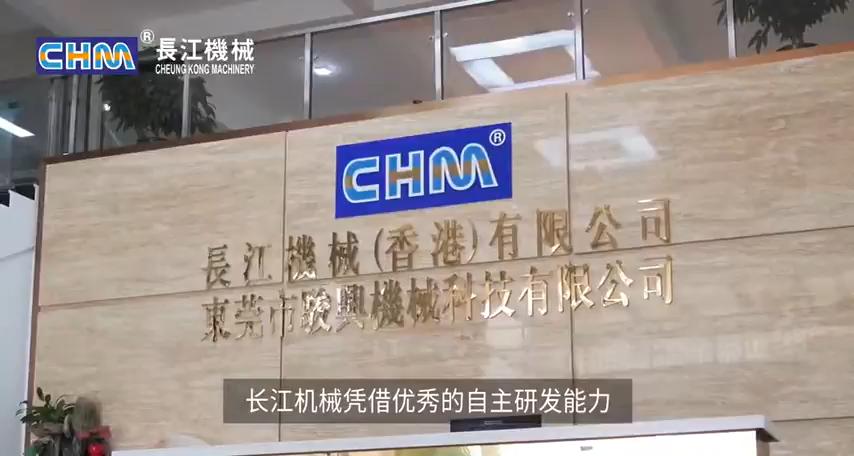 CHM® 長江機械
CHEUNG KONG MACHINERY
CHM®
長江機械(香港)有限公司
東莞市駿興機械科技有限公司
长江机械凭借优秀的自主研发能力